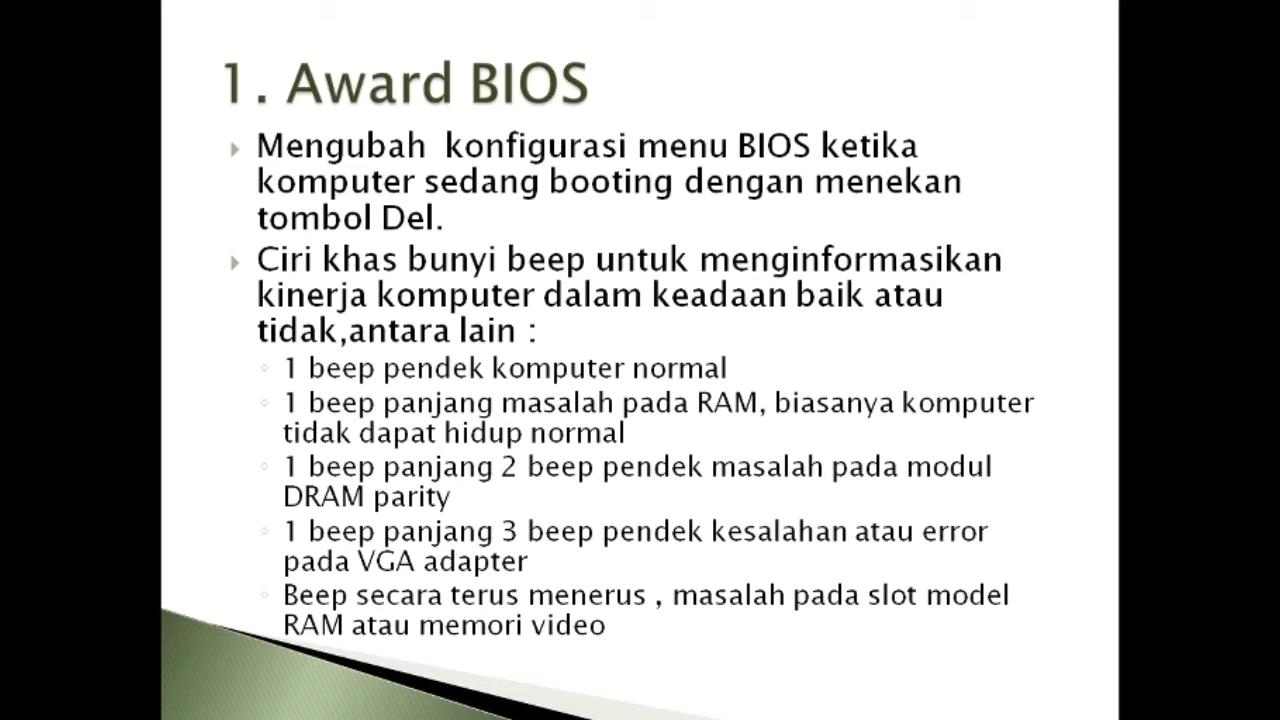 1. Award BIOS
Mengubah konfigurasi menu BIOS ketika
komputer sedang booting dengan menekan
tombol Del.
Ciri khas bunyi beep untuk menginformasikan
kinerja komputer dalam keadaan baik atau
tidak,antara lain :
1 beep pendek komputer normal
1 beep panjang masalah pada RAM, biasanya komputer
tidak dapat hidup normal
1 beep panjang 2 beep pendek masalah pada modul
DRAM parity
1 beep panjang 3 beep pendek kesalahan atau error
pada VGA adapter
Beep secara terus menerus , masalah pada slot model
RAM atau memori video